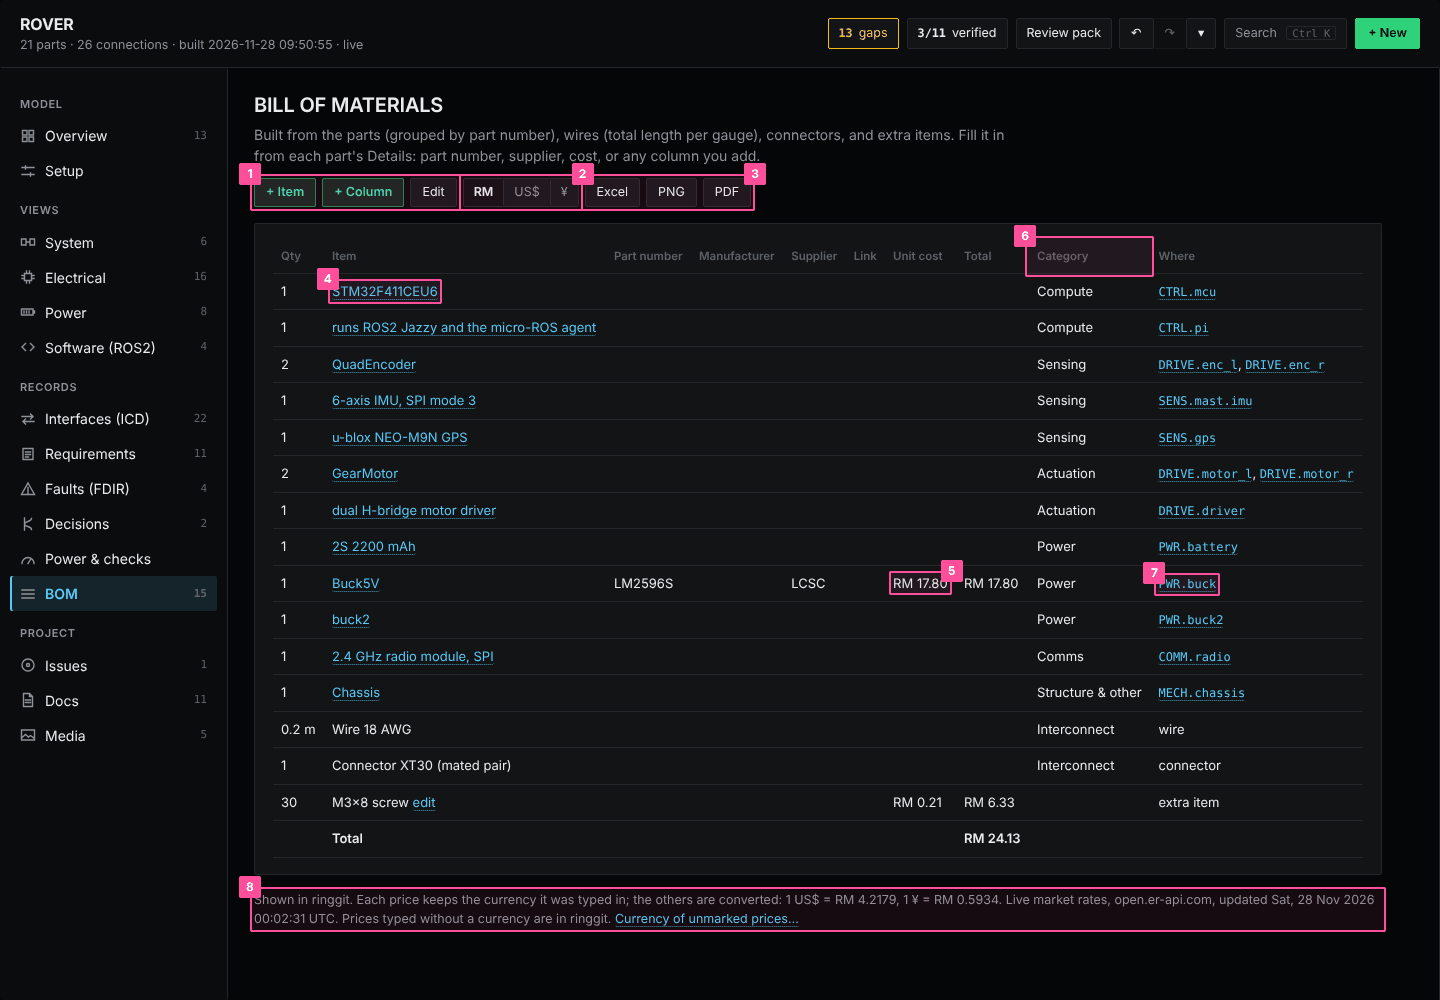 ROVER
21 parts · 26 connections · built 2026-11-28 09:50:55 · live
13 gaps
3/11 verified
Review pack
Search Ctrl K
+ New
MODEL
Overview 13
Setup
VIEWS
System 6
Electrical 16
Power 8
Software (ROS2) 4
RECORDS
Interfaces (ICD) 22
Requirements 11
Faults (FDIR) 4
Decisions 2
Power & checks
BOM 15
PROJECT
Issues 1
Docs 11
Media 5
BILL OF MATERIALS
Built from the parts (grouped by part number), wires (total length per gauge), connectors, and extra items. Fill it in
from each part's Details: part number, supplier, cost, or any column you add.
1 2 3
+ Item + Column Edit RM US$ ¥ Excel PNG PDF
6
Qty Item Part number Manufacturer Supplier Link Unit cost Total Category Where
4
1 STM32F411CEU6 Compute CTRL.mcu
1 runs ROS2 Jazzy and the micro-ROS agent Compute CTRL.pi
2 QuadEncoder Sensing DRIVE.enc_l, DRIVE.enc_r
1 6-axis IMU, SPI mode 3 Sensing SENS.mast.imu
1 u-blox NEO-M9N GPS Sensing SENS.gps
2 GearMotor Actuation DRIVE.motor_l, DRIVE.motor_r
1 dual H-bridge motor driver Actuation DRIVE.driver
1 2S 2200 mAh Power PWR.battery
5 7
1 Buck5V LM2596S LCSC RM 17.80 RM 17.80 Power PWR.buck
1 buck2 Power PWR.buck2
1 2.4 GHz radio module, SPI Comms COMM.radio
1 Chassis Structure & other MECH.chassis
0.2 m Wire 18 AWG Interconnect wire
1 Connector XT30 (mated pair) Interconnect connector
30 M3×8 screw edit RM 0.21 RM 6.33 extra item
Total RM 24.13
8
Shown in ringgit. Each price keeps the currency it was typed in; the others are converted: 1 US$ = RM 4.2179, 1 ¥ = RM 0.5934. Live market rates, open.er-api.com, updated Sat, 28 Nov 2026
00:02:31 UTC. Prices typed without a currency are in ringgit. Currency of unmarked prices...